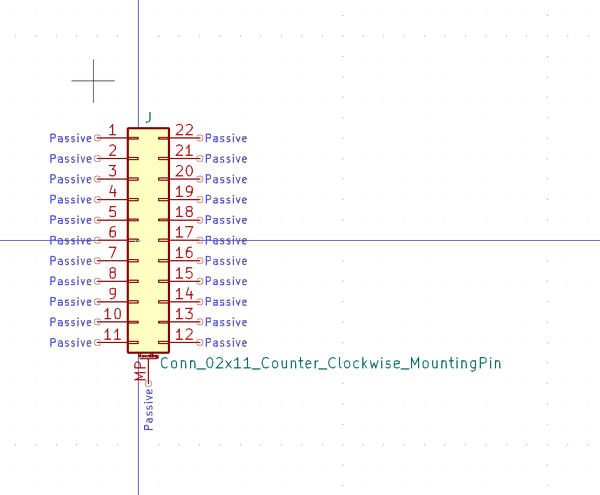 J
Passive 1 22 Passive
Passive 2 21 Passive
Passive 3 20 Passive
Passive 4 19 Passive
Passive 5 18 Passive
Passive 6 17 Passive
Passive 7 16 Passive
Passive 8 15 Passive
Passive 9 14 Passive
Passive 10 13 Passive
Passive 11 12 Passive
MP
Conn_02x11_Counter_Clockwise_MountingPin
Passive